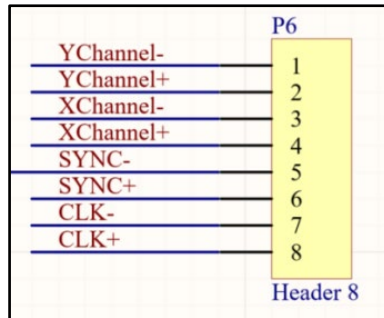 P6
YChannel- 1
YChannel+ 2
XChannel- 3
XChannel+ 4
SYNC- 5
SYNC+ 6
CLK- 7
CLK+ 8
Header 8